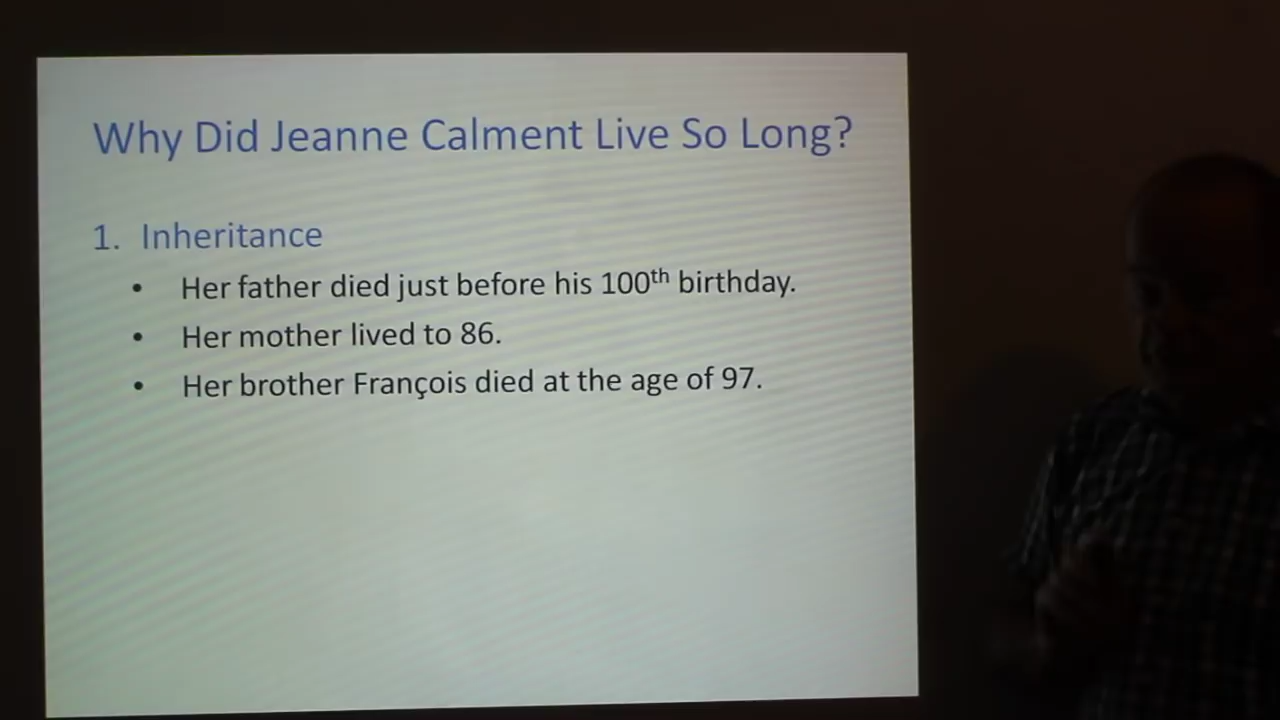 Why Did Jeanne Calment Live So Long?
1. Inheritance
• Her father died just before his 100th birthday.
• Her mother lived to 86.
• Her brother François died at the age of 97.